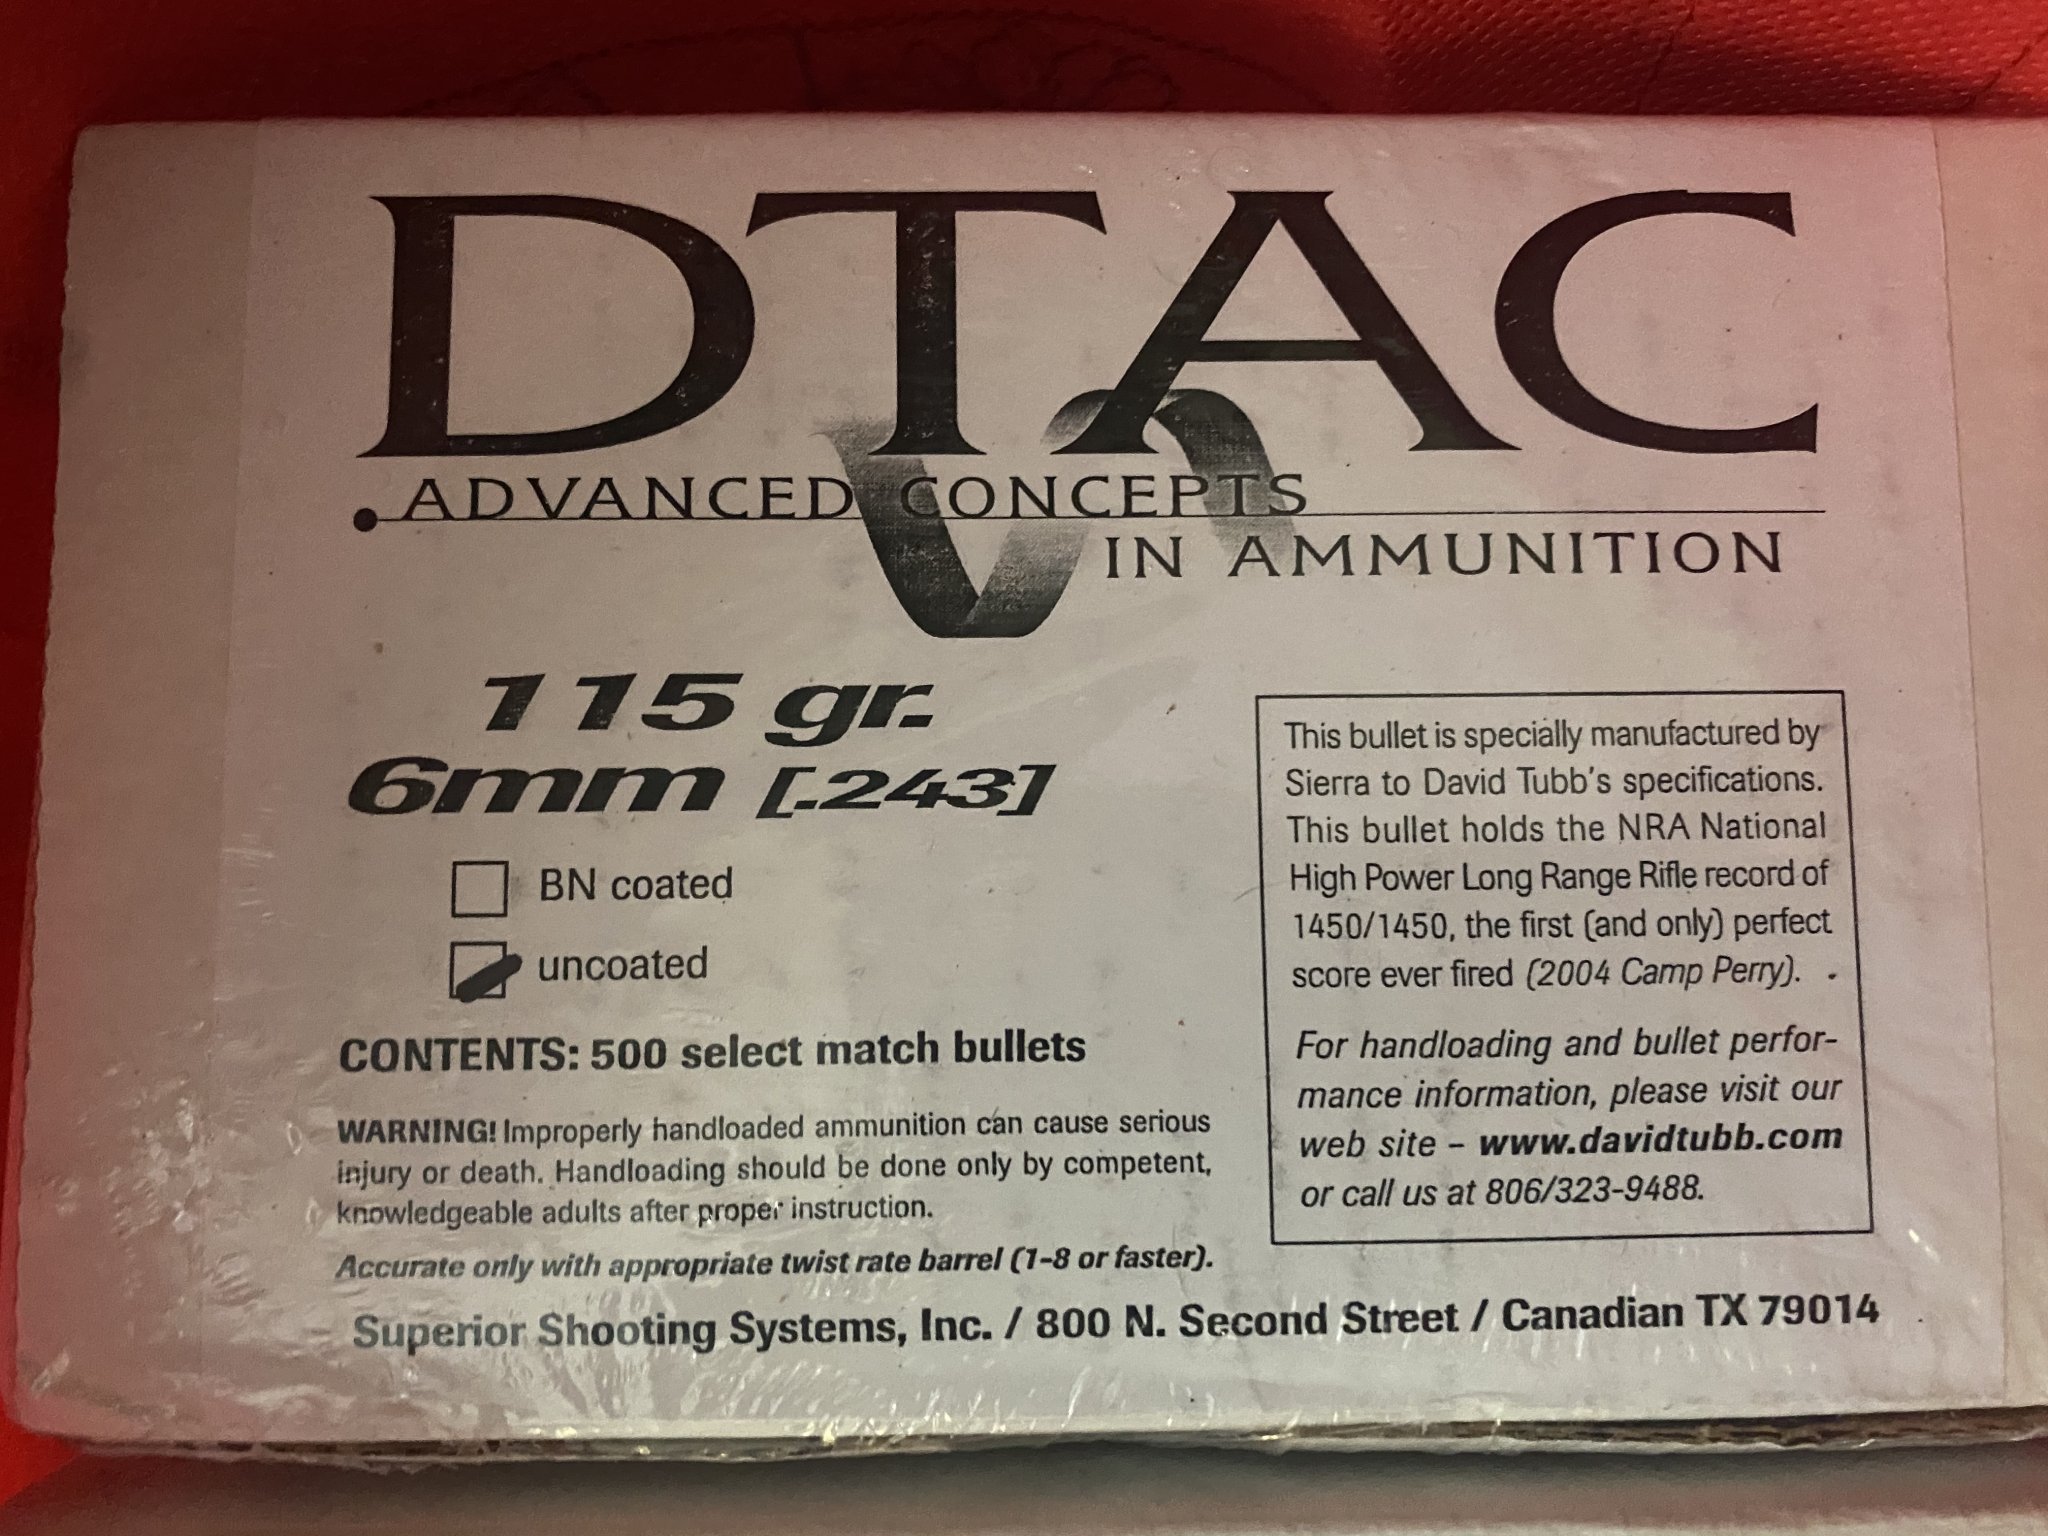 DTAC
ADVANCED CONCEPTS
IN AMMUNITION
115 gr.
6mm [.243]
BN coated
uncoated
CONTENTS: 500 select match bullets
WARNING! Improperly handloaded ammunition can cause serious
injury or death. Handloading should be done only by competent,
knowledgeable adults after proper instruction.
Accurate only with appropriate twist rate barrel (1-8 or faster).
This bullet is specially manufactured by
Sierra to David Tubb's specifications.
This bullet holds the NRA National
High Power Long Range Rifle record of
1450/1450, the first (and only) perfect
score ever fired (2004 Camp Perry).
For handloading and bullet perfor-
mance information, please visit our
web site – www.davidtubb.com
or call us at 806/323-9488.
Superior Shooting Systems, Inc. / 800 N. Second Street / Canadian TX 79014